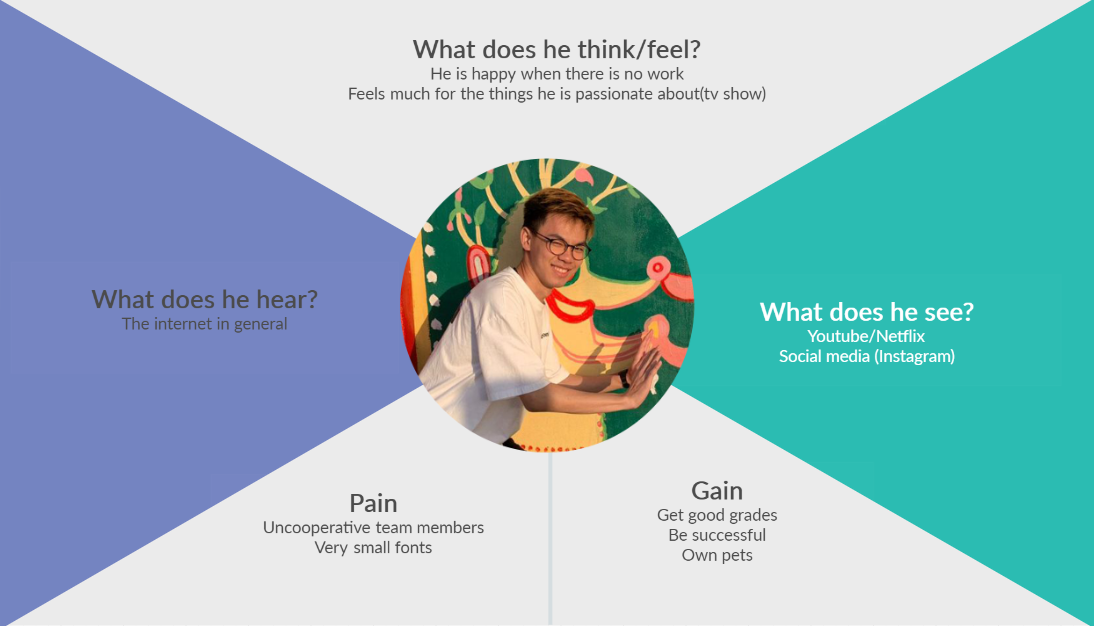 What does he think/feel?
He is happy when there is no work
Feels much for the things he is passionate about(tv show)
What does he hear?
The internet in general
What does he see?
Youtube/Netflix
Social media (Instagram)
Pain
Uncooperative team members
Very small fonts
Gain
Get good grades
Be successful
Own pets